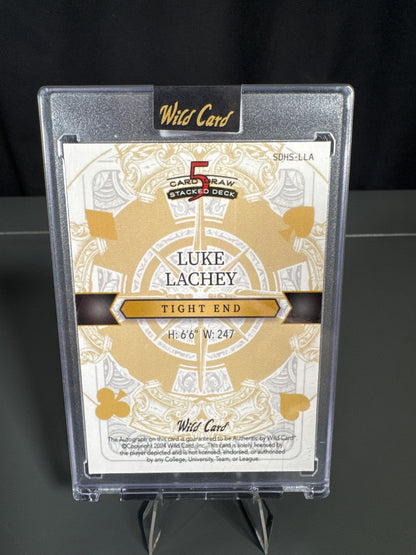 Wild Card
SDHS-LLA
5
CARD DRAW
STACKED DECK
LUKE
LACHEY
TIGHT END
H: 6'6" W: 247
Wild Card
The Autograph on this card is guaranteed to be Authentic by Wild Card®
©Copyright 2024 Wild Card, Inc. This card is solely licensed by
the player depicted and is not licensed, endorsed, or authorized
by any College, University, Team, or League.